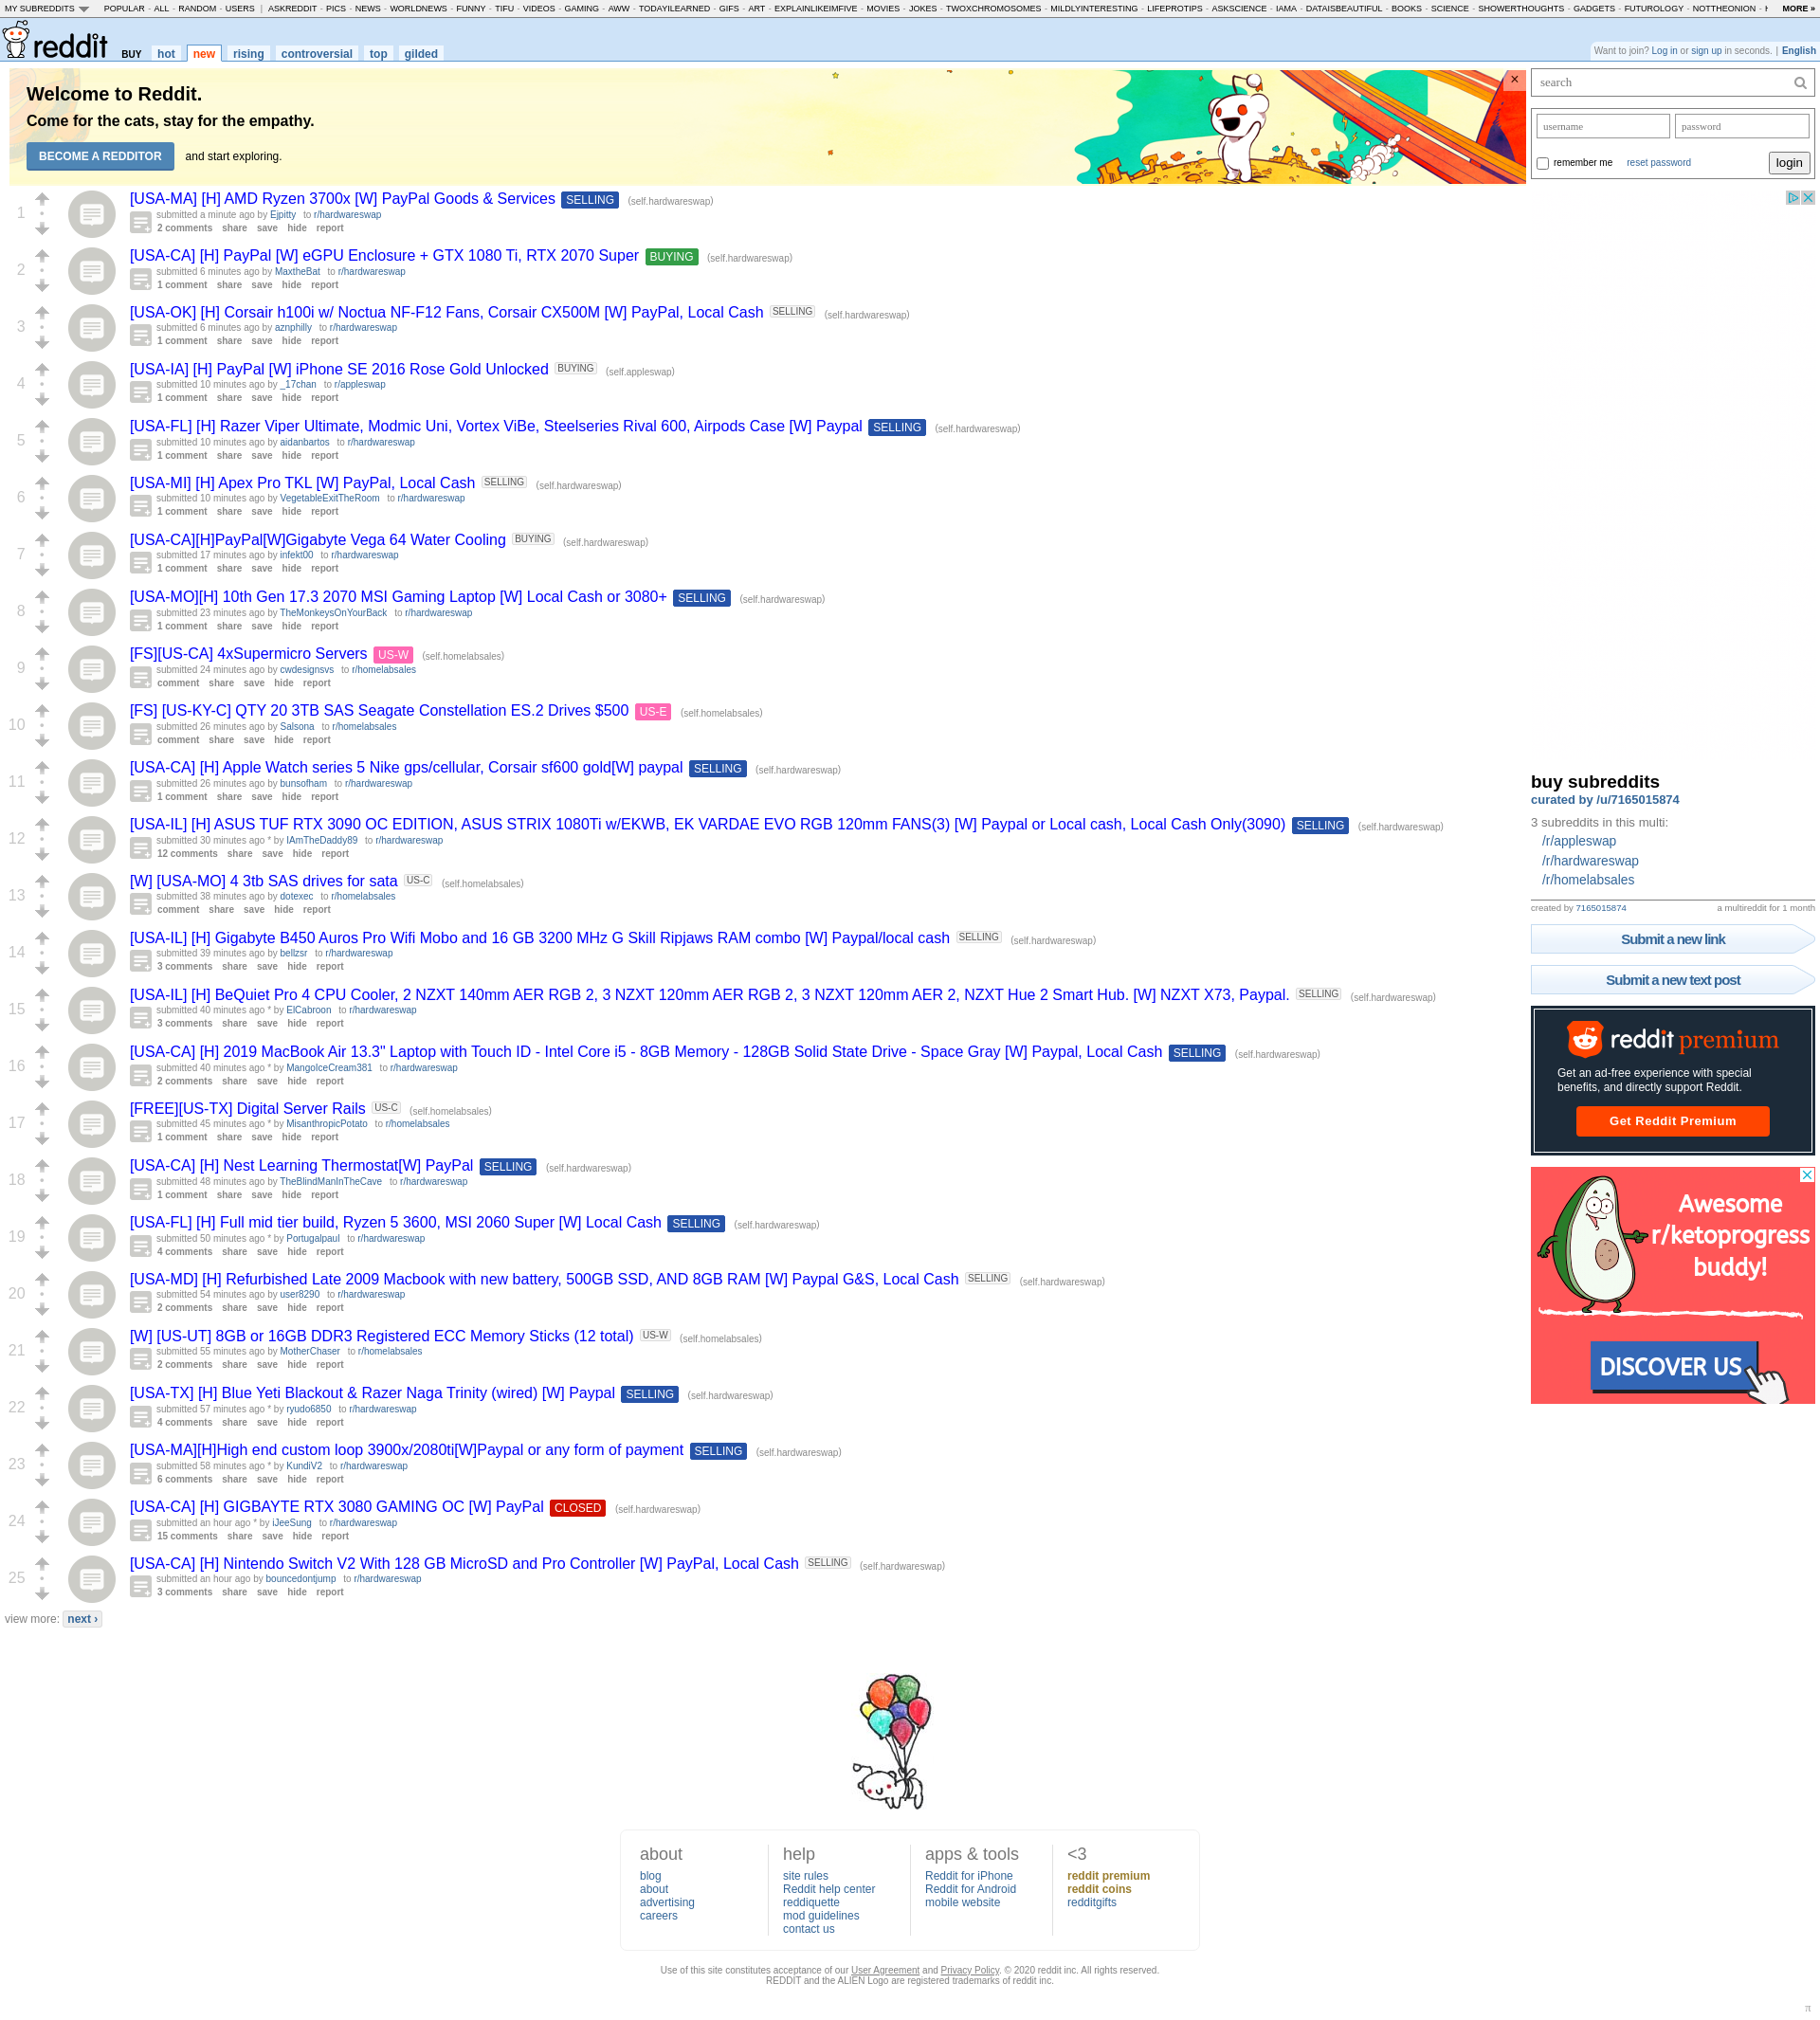 MY SUBREDDITS POPULAR - ALL - RANDOM - USERS | ASKREDDIT - PICS - NEWS - WORLDNEWS - FUNNY - TIFU - VIDEOS - GAMING - AWW - TODAYILEARNED - GIFS - ART - EXPLAINLIKEIMFIVE - MOVIES - JOKES - TWOXCHROMOSOMES - MILDLYINTERESTING - LIFEPROTIPS - ASKSCIENCE - IAMA - DATAISBEAUTIFUL - BOOKS - SCIENCE - SHOWERTHOUGHTS - GADGETS - FUTUROLOGY - NOTTHEONION - MORE »
reddit BUY hot new rising controversial top gilded
Want to join? Log in or sign up in seconds. | English
Welcome to Reddit.
Come for the cats, stay for the empathy.
BECOME A REDDITOR and start exploring.
×
search
username password
remember me reset password login
1 [USA-MA] [H] AMD Ryzen 3700x [W] PayPal Goods & Services SELLING (self.hardwareswap)
submitted a minute ago by Ejpitty to r/hardwareswap
2 comments share save hide report
2 [USA-CA] [H] PayPal [W] eGPU Enclosure + GTX 1080 Ti, RTX 2070 Super BUYING (self.hardwareswap)
submitted 6 minutes ago by MaxtheBat to r/hardwareswap
1 comment share save hide report
3 [USA-OK] [H] Corsair h100i w/ Noctua NF-F12 Fans, Corsair CX500M [W] PayPal, Local Cash SELLING (self.hardwareswap)
submitted 6 minutes ago by aznphilly to r/hardwareswap
1 comment share save hide report
4 [USA-IA] [H] PayPal [W] iPhone SE 2016 Rose Gold Unlocked BUYING (self.appleswap)
submitted 10 minutes ago by _17chan to r/appleswap
1 comment share save hide report
5 [USA-FL] [H] Razer Viper Ultimate, Modmic Uni, Vortex ViBe, Steelseries Rival 600, Airpods Case [W] Paypal SELLING (self.hardwareswap)
submitted 10 minutes ago by aidanbartos to r/hardwareswap
1 comment share save hide report
6 [USA-MI] [H] Apex Pro TKL [W] PayPal, Local Cash SELLING (self.hardwareswap)
submitted 10 minutes ago by VegetableExitTheRoom to r/hardwareswap
1 comment share save hide report
7 [USA-CA][H]PayPal[W]Gigabyte Vega 64 Water Cooling BUYING (self.hardwareswap)
submitted 17 minutes ago by infekt00 to r/hardwareswap
1 comment share save hide report
8 [USA-MO][H] 10th Gen 17.3 2070 MSI Gaming Laptop [W] Local Cash or 3080+ SELLING (self.hardwareswap)
submitted 23 minutes ago by TheMonkeysOnYourBack to r/hardwareswap
1 comment share save hide report
9 [FS][US-CA] 4xSupermicro Servers US-W (self.homelabsales)
submitted 24 minutes ago by cwdesignsvs to r/homelabsales
comment share save hide report
10 [FS] [US-KY-C] QTY 20 3TB SAS Seagate Constellation ES.2 Drives $500 US-E (self.homelabsales)
submitted 26 minutes ago by Salsona to r/homelabsales
comment share save hide report
11 [USA-CA] [H] Apple Watch series 5 Nike gps/cellular, Corsair sf600 gold[W] paypal SELLING (self.hardwareswap)
submitted 26 minutes ago by bunsofham to r/hardwareswap
1 comment share save hide report
12 [USA-IL] [H] ASUS TUF RTX 3090 OC EDITION, ASUS STRIX 1080Ti w/EKWB, EK VARDAE EVO RGB 120mm FANS(3) [W] Paypal or Local cash, Local Cash Only(3090) SELLING (self.hardwareswap)
submitted 30 minutes ago * by IAmTheDaddy89 to r/hardwareswap
12 comments share save hide report
13 [W] [USA-MO] 4 3tb SAS drives for sata US-C (self.homelabsales)
submitted 38 minutes ago by dotexec to r/homelabsales
comment share save hide report
14 [USA-IL] [H] Gigabyte B450 Auros Pro Wifi Mobo and 16 GB 3200 MHz G Skill Ripjaws RAM combo [W] Paypal/local cash SELLING (self.hardwareswap)
submitted 39 minutes ago by bellzsr to r/hardwareswap
3 comments share save hide report
15 [USA-IL] [H] BeQuiet Pro 4 CPU Cooler, 2 NZXT 140mm AER RGB 2, 3 NZXT 120mm AER RGB 2, 3 NZXT 120mm AER 2, NZXT Hue 2 Smart Hub. [W] NZXT X73, Paypal. SELLING (self.hardwareswap)
submitted 40 minutes ago * by ElCabroon to r/hardwareswap
3 comments share save hide report
16 [USA-CA] [H] 2019 MacBook Air 13.3" Laptop with Touch ID - Intel Core i5 - 8GB Memory - 128GB Solid State Drive - Space Gray [W] Paypal, Local Cash SELLING (self.hardwareswap)
submitted 40 minutes ago * by MangoIceCream381 to r/hardwareswap
2 comments share save hide report
17 [FREE][US-TX] Digital Server Rails US-C (self.homelabsales)
submitted 45 minutes ago * by MisanthropicPotato to r/homelabsales
1 comment share save hide report
18 [USA-CA] [H] Nest Learning Thermostat[W] PayPal SELLING (self.hardwareswap)
submitted 48 minutes ago by TheBlindManInTheCave to r/hardwareswap
1 comment share save hide report
19 [USA-FL] [H] Full mid tier build, Ryzen 5 3600, MSI 2060 Super [W] Local Cash SELLING (self.hardwareswap)
submitted 50 minutes ago * by Portugalpaul to r/hardwareswap
4 comments share save hide report
20 [USA-MD] [H] Refurbished Late 2009 Macbook with new battery, 500GB SSD, AND 8GB RAM [W] Paypal G&S, Local Cash SELLING (self.hardwareswap)
submitted 54 minutes ago by user8290 to r/hardwareswap
2 comments share save hide report
21 [W] [US-UT] 8GB or 16GB DDR3 Registered ECC Memory Sticks (12 total) US-W (self.homelabsales)
submitted 55 minutes ago by MotherChaser to r/homelabsales
2 comments share save hide report
22 [USA-TX] [H] Blue Yeti Blackout & Razer Naga Trinity (wired) [W] Paypal SELLING (self.hardwareswap)
submitted 57 minutes ago * by ryudo6850 to r/hardwareswap
4 comments share save hide report
23 [USA-MA][H]High end custom loop 3900x/2080ti[W]Paypal or any form of payment SELLING (self.hardwareswap)
submitted 58 minutes ago * by KundiV2 to r/hardwareswap
6 comments share save hide report
24 [USA-CA] [H] GIGBAYTE RTX 3080 GAMING OC [W] PayPal CLOSED (self.hardwareswap)
submitted an hour ago * by iJeeSung to r/hardwareswap
15 comments share save hide report
25 [USA-CA] [H] Nintendo Switch V2 With 128 GB MicroSD and Pro Controller [W] PayPal, Local Cash SELLING (self.hardwareswap)
submitted an hour ago by bouncedontjump to r/hardwareswap
3 comments share save hide report
view more: next ›
buy subreddits
curated by /u/7165015874
3 subreddits in this multi:
/r/appleswap
/r/hardwareswap
/r/homelabsales
created by 7165015874 a multireddit for 1 month
Submit a new link
Submit a new text post
reddit premium
Get an ad-free experience with special
benefits, and directly support Reddit.
Get Reddit Premium
Awesome
r/ketoprogress
buddy!
DISCOVER US
about
blog
about
advertising
careers
help
site rules
Reddit help center
reddiquette
mod guidelines
contact us
apps & tools
Reddit for iPhone
Reddit for Android
mobile website
<3
reddit premium
reddit coins
redditgifts
Use of this site constitutes acceptance of our User Agreement and Privacy Policy. © 2020 reddit inc. All rights reserved.
REDDIT and the ALIEN Logo are registered trademarks of reddit inc.
π